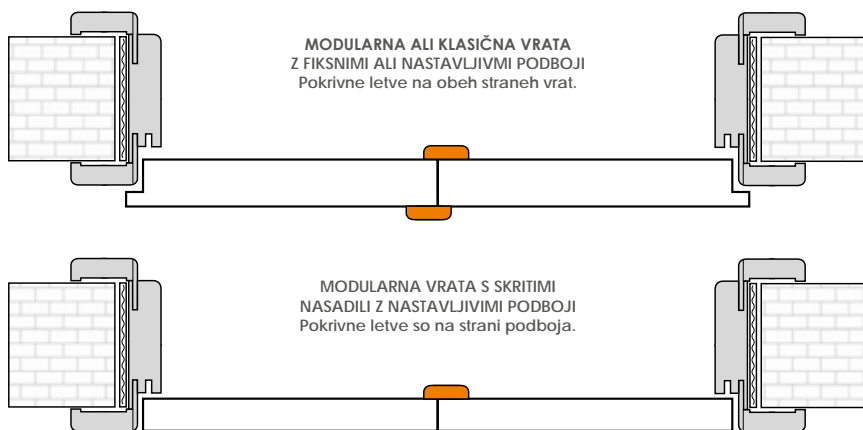 MODULARNA ALI KLASIČNA VRATA
Z FIKSNIMI ALI NASTAVLJIVMI PODBOJI
Pokrivne letve na obeh straneh vrat.
MODULARNA VRATA S SKRITIMI
NASADILI Z NASTAVLJIVIMI PODBOJI
Pokrivne letve so na strani podboja.